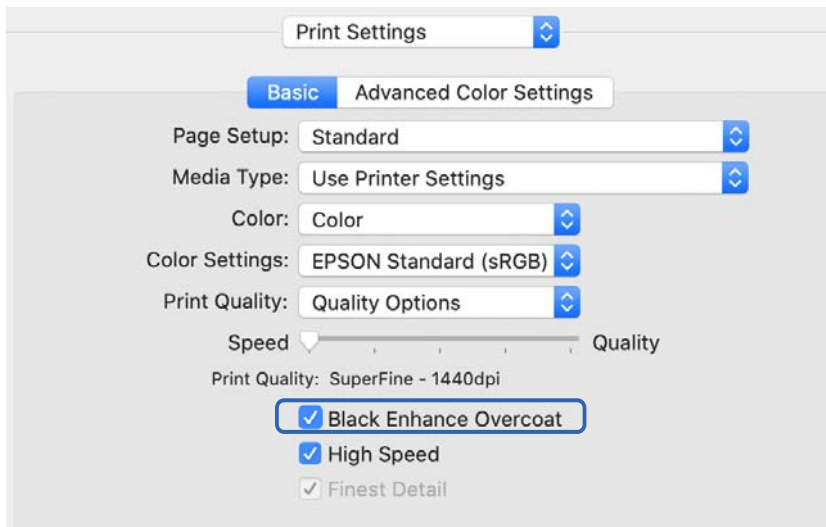 Print Settings
Basic Advanced Color Settings
Page Setup: Standard
Media Type: Use Printer Settings
Color: Color
Color Settings: EPSON Standard (sRGB)
Print Quality: Quality Options
Speed Quality
Print Quality: SuperFine - 1440dpi
Black Enhance Overcoat
High Speed
Finest Detail